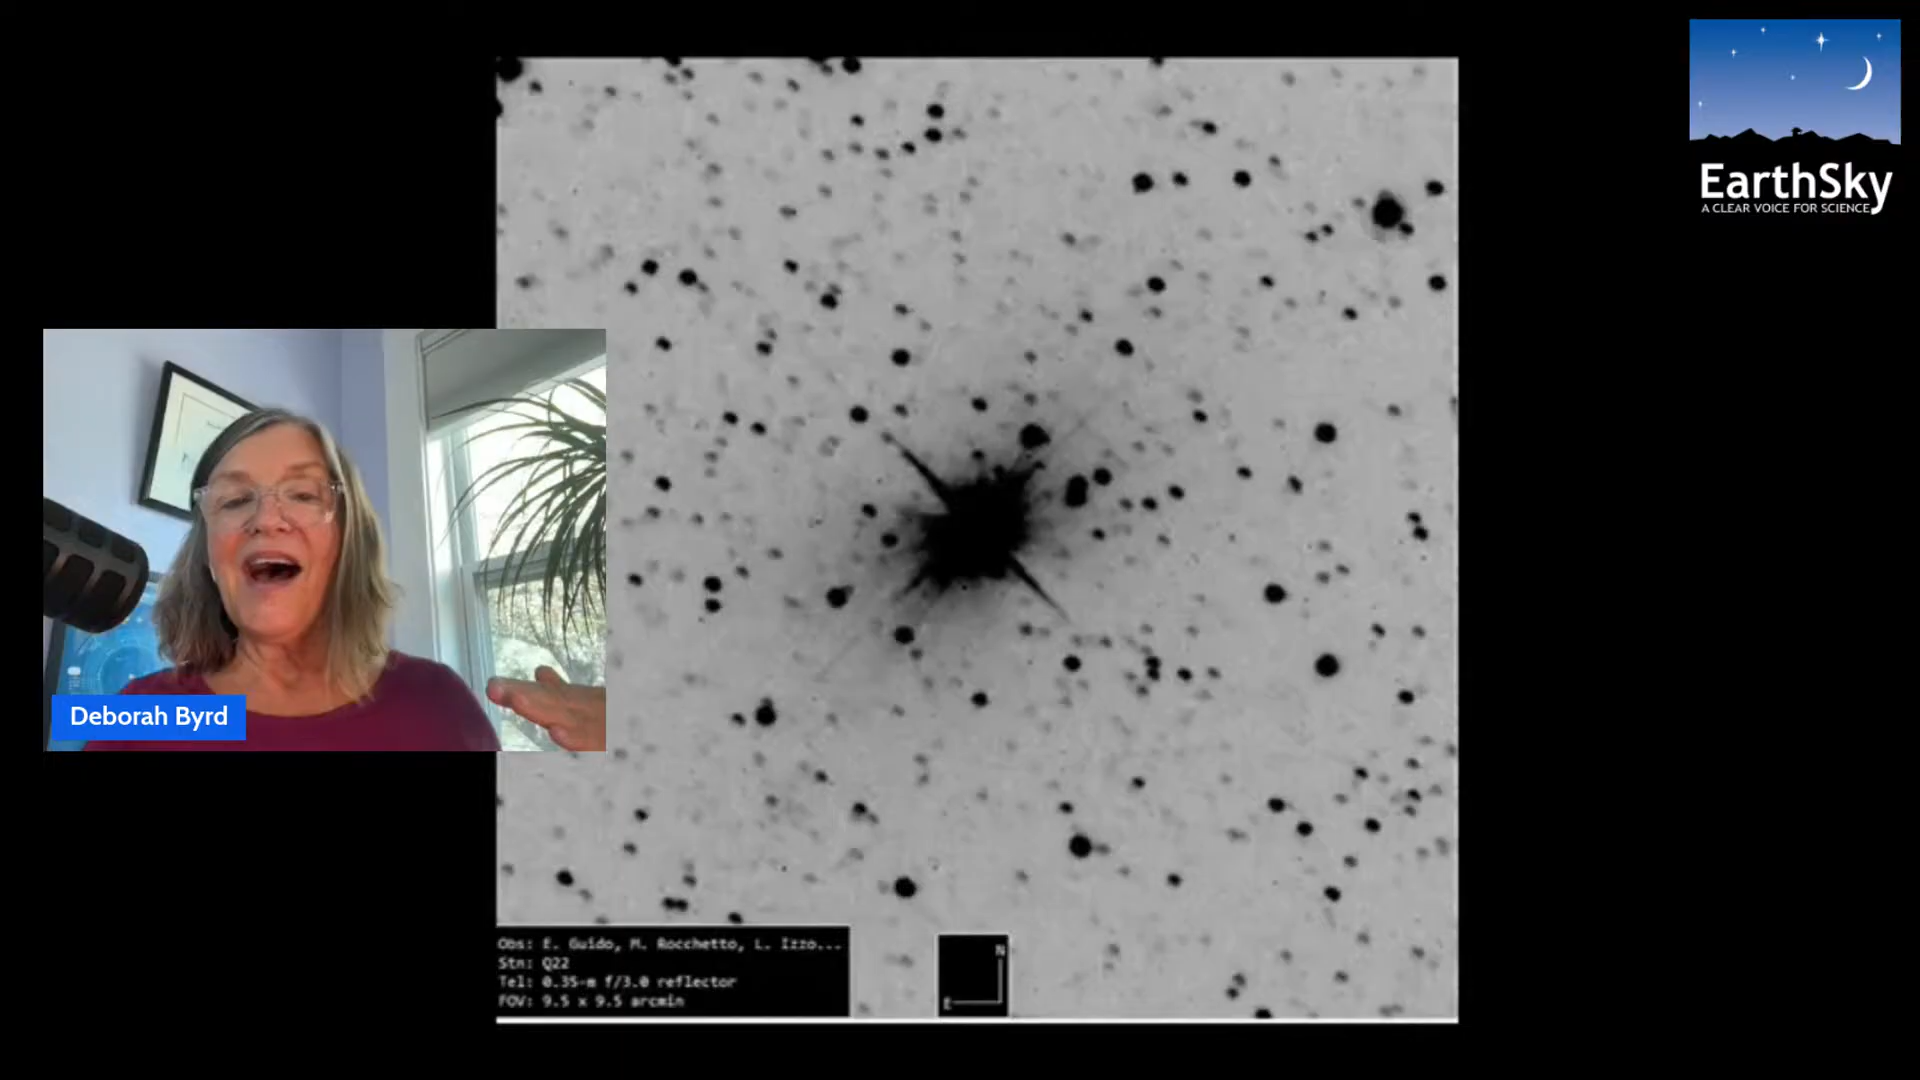 EarthSky
A CLEAR VOICE FOR SCIENCE
Deborah Byrd
Obs: E. Guido, M. Rocchetto, L. Izzo...
Stn: Q22
Tel: 0.35-m f/3.0 reflector
FOV: 9.5 x 9.5 arcmin
N
E